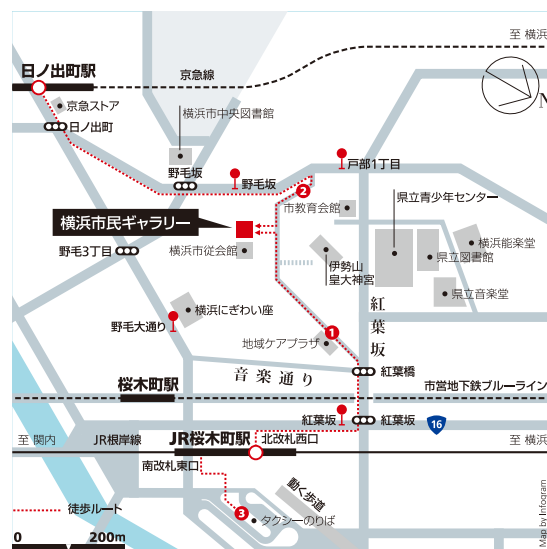 至 横浜
日ノ出町駅
京急線
京急ストア
横浜市中央図書館
N
日ノ出町
戸部1丁目
野毛坂
野毛坂
2
県立青少年センター
市教育会館
横浜市民ギャラリー
横浜能楽堂
野毛3丁目
横浜市従会館
県立図書館
伊勢山
皇大神宮
県立音楽堂
横浜にぎわい座
紅葉坂
野毛大通り
1
地域ケアプラザ
音楽通り
紅葉橋
桜木町駅
市営地下鉄ブルーライン
紅葉坂
紅葉坂
16
至 関内
JR根岸線
JR桜木町駅
北改札西口
至 横浜
南改札東口
動く歩道
徒歩ルート
3
タクシーのりば
0
200m
Map by Infogram